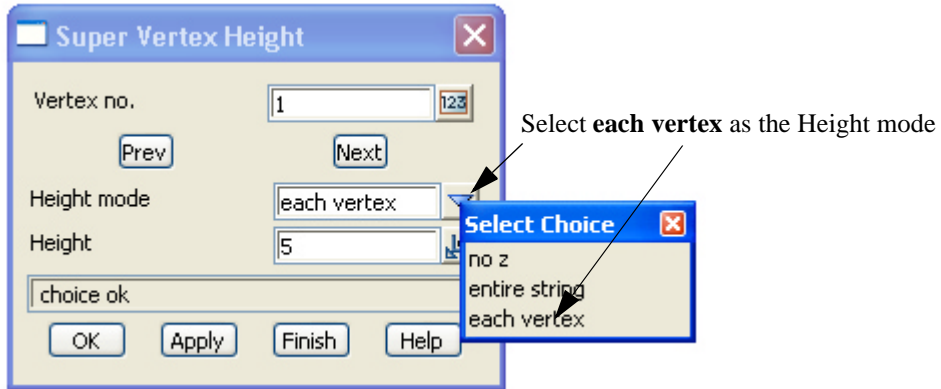 Super Vertex Height
Vertex no. 1 123
Select each vertex as the Height mode
Prev Next
Height mode each vertex
Select Choice
Height 5
no z
entire string
choice ok
each vertex
OK Apply Finish Help